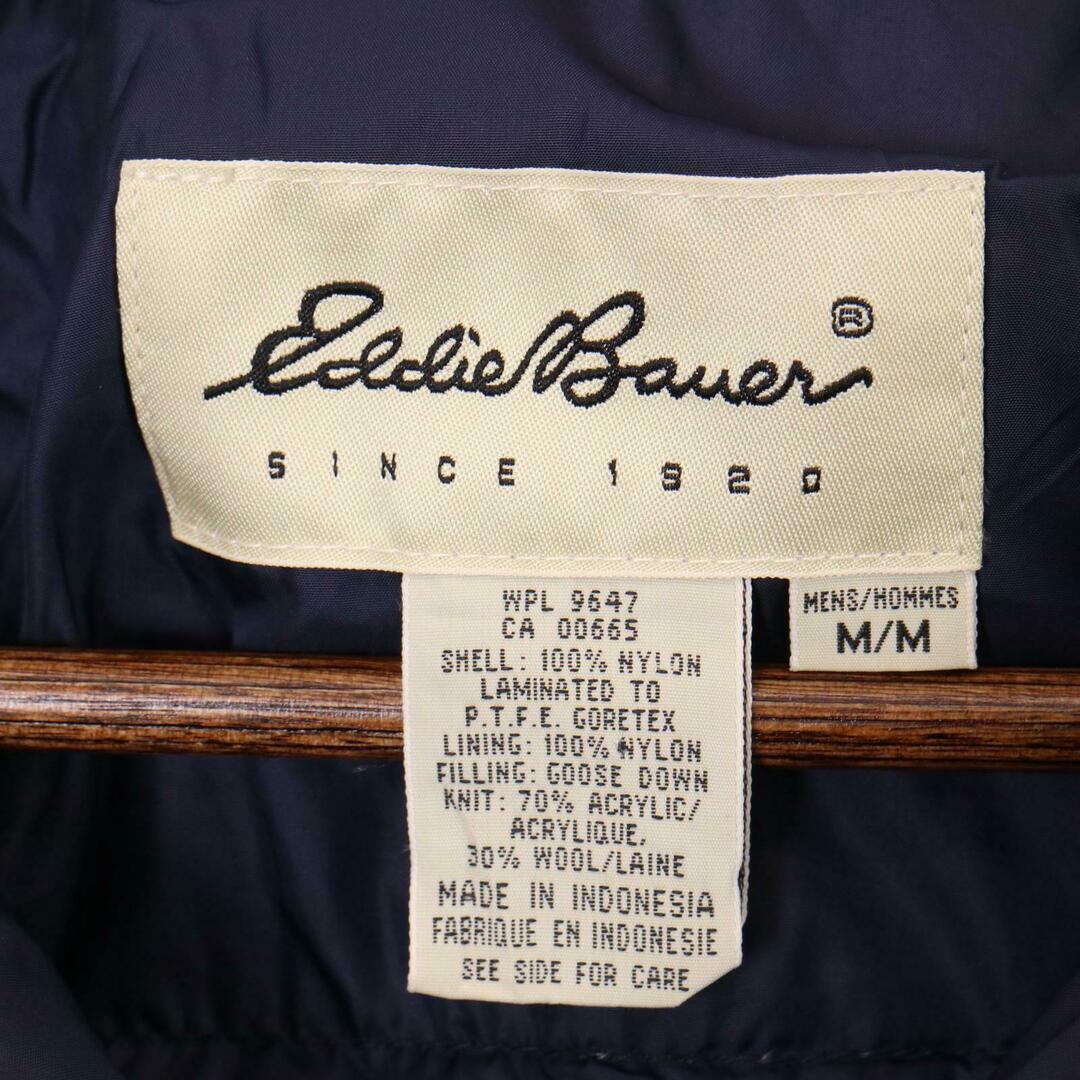 Eddie Bauer ®
SINCE 1920
WPL 9647
CA 00665
SHELL: 100% NYLON
LAMINATED TO
P.T.F.E. GORETEX
LINING: 100% NYLON
FILLING: GOOSE DOWN
KNIT: 70% ACRYLIC/
ACRYLIQUE,
30% WOOL/LAINE
MADE IN INDONESIA
FABRIQUE EN INDONESIE
SEE SIDE FOR CARE
MENS/HOMMES
M/M